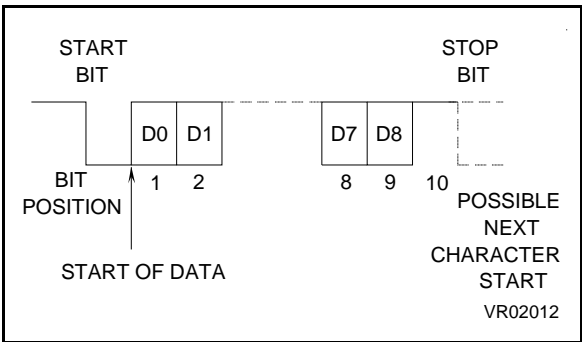 START
BIT
STOP
BIT
D0 D1 D7 D8
BIT
POSITION
1 2 8 9 10
START OF DATA
POSSIBLE
NEXT
CHARACTER
START
VR02012